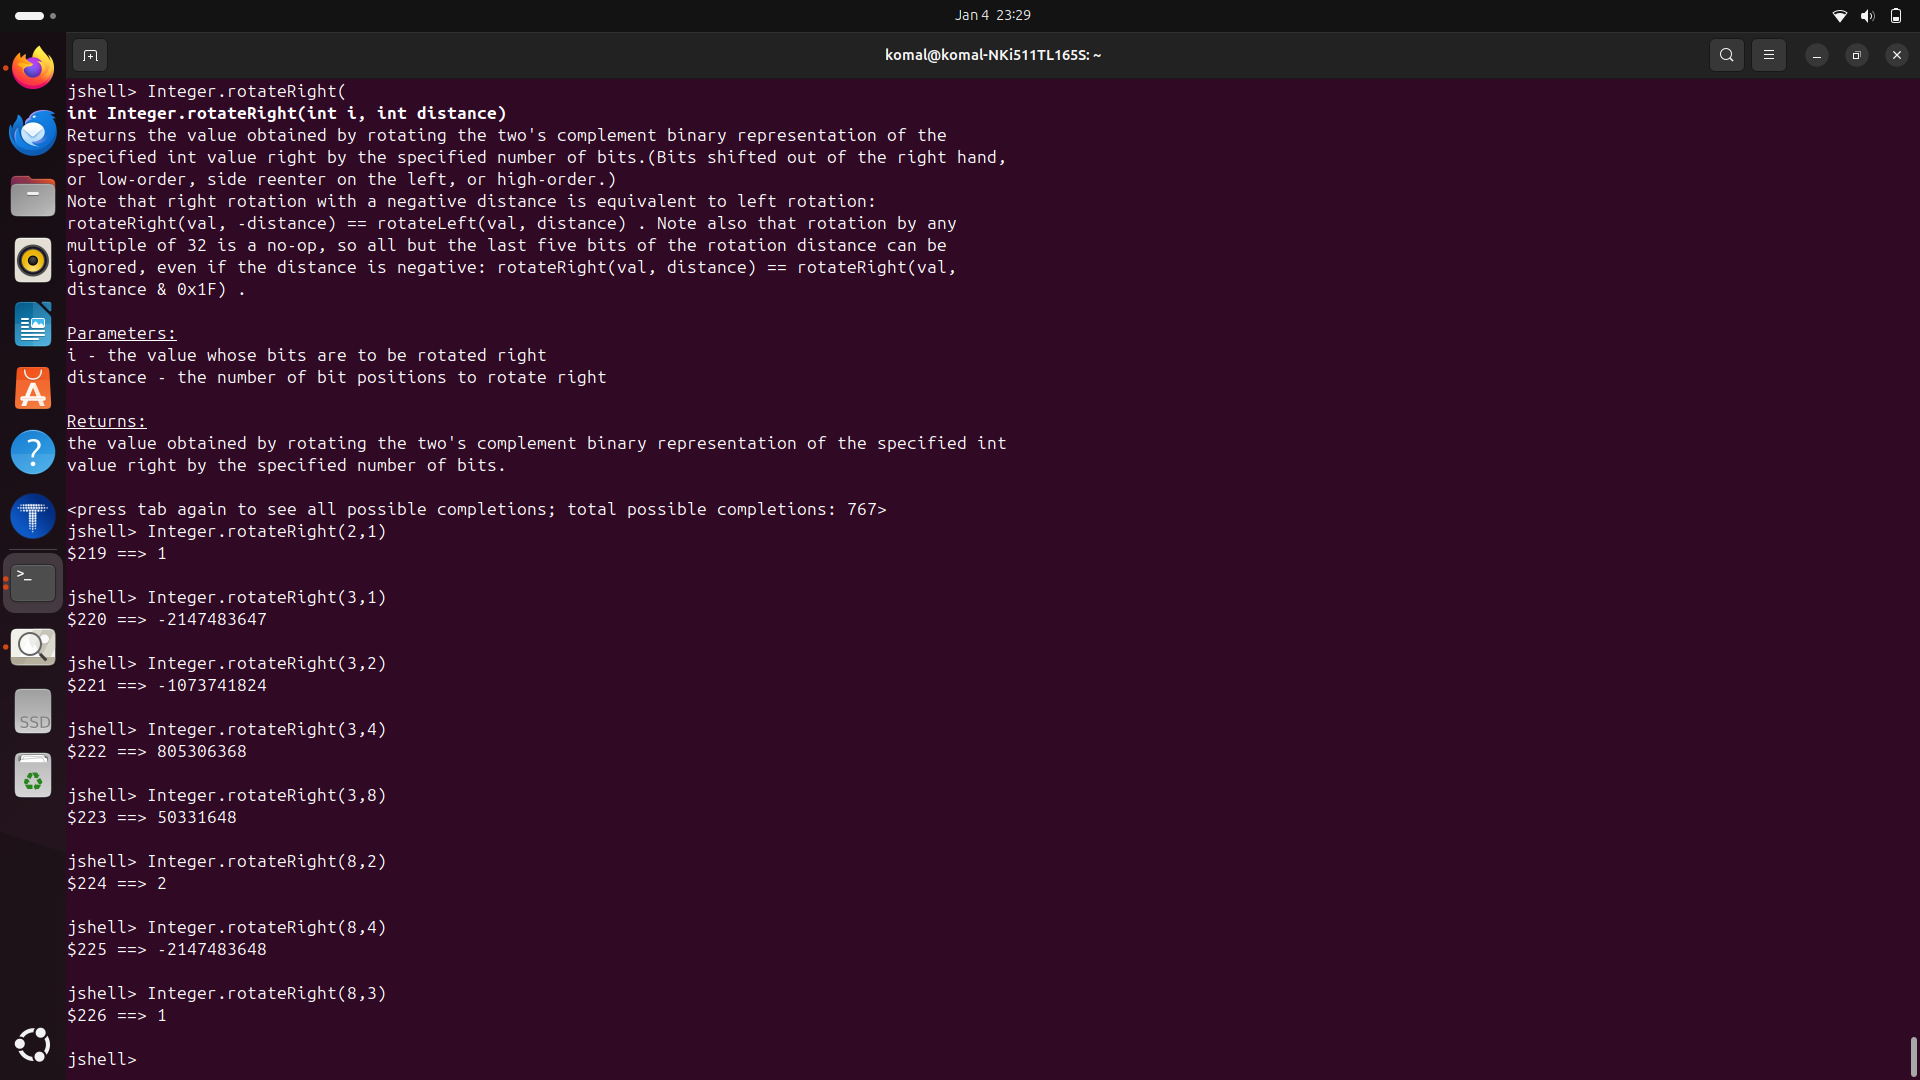 Jan 4 23:29
komal@komal-NKi511TL165S: ~
jshell> Integer.rotateRight(
int Integer.rotateRight(int i, int distance)
Returns the value obtained by rotating the two's complement binary representation of the
specified int value right by the specified number of bits.(Bits shifted out of the right hand,
or low-order, side reenter on the left, or high-order.)
Note that right rotation with a negative distance is equivalent to left rotation:
rotateRight(val, -distance) == rotateLeft(val, distance) . Note also that rotation by any
multiple of 32 is a no-op, so all but the last five bits of the rotation distance can be
ignored, even if the distance is negative: rotateRight(val, distance) == rotateRight(val,
distance & 0x1F) .
Parameters:
i - the value whose bits are to be rotated right
distance - the number of bit positions to rotate right
Returns:
the value obtained by rotating the two's complement binary representation of the specified int
value right by the specified number of bits.
<press tab again to see all possible completions; total possible completions: 767>
jshell> Integer.rotateRight(2,1)
$219 ==> 1
jshell> Integer.rotateRight(3,1)
$220 ==> -2147483647
jshell> Integer.rotateRight(3,2)
$221 ==> -1073741824
jshell> Integer.rotateRight(3,4)
$222 ==> 805306368
jshell> Integer.rotateRight(3,8)
$223 ==> 50331648
jshell> Integer.rotateRight(8,2)
$224 ==> 2
jshell> Integer.rotateRight(8,4)
$225 ==> -2147483648
jshell> Integer.rotateRight(8,3)
$226 ==> 1
jshell>
SSD